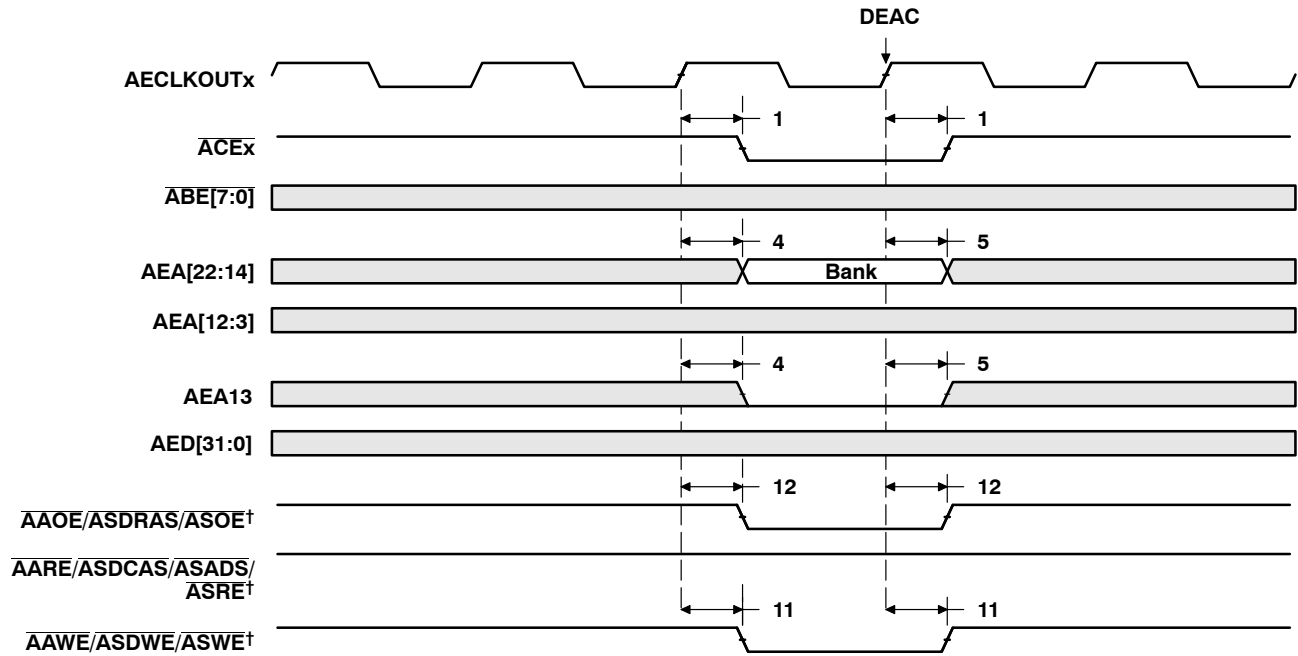 DEAC
AECLKOUTx
1 1
ACEx
ABE[7:0]
4 5
AEA[22:14] Bank
AEA[12:3]
4 5
AEA13
AED[31:0]
12 12
AAOE/ASDRAS/ASOE†
AARE/ASDCAS/ASADS/
ASRE†
11 11
AAWE/ASDWE/ASWE†